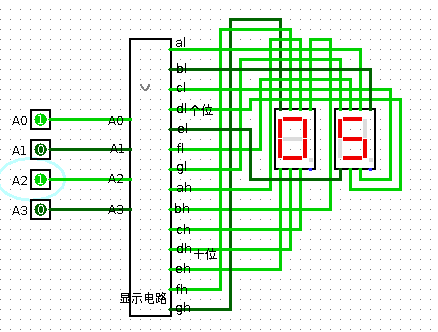 al
bl
cl
dl 个位
el
fl
gl
ah
bh
ch
dh 十位
eh
fh
显示电路
gh
A0 1 A0
A1 0 A1
A2 1 A2
A3 0 A3
05